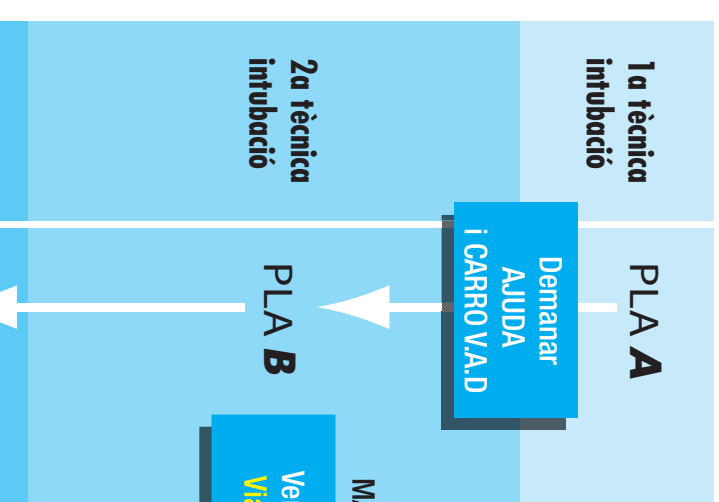 1a tècnica
intubació
PLA A
Demanar
AJUDA
i CARRO V.A.D
2a tècnica
intubació
PLA B